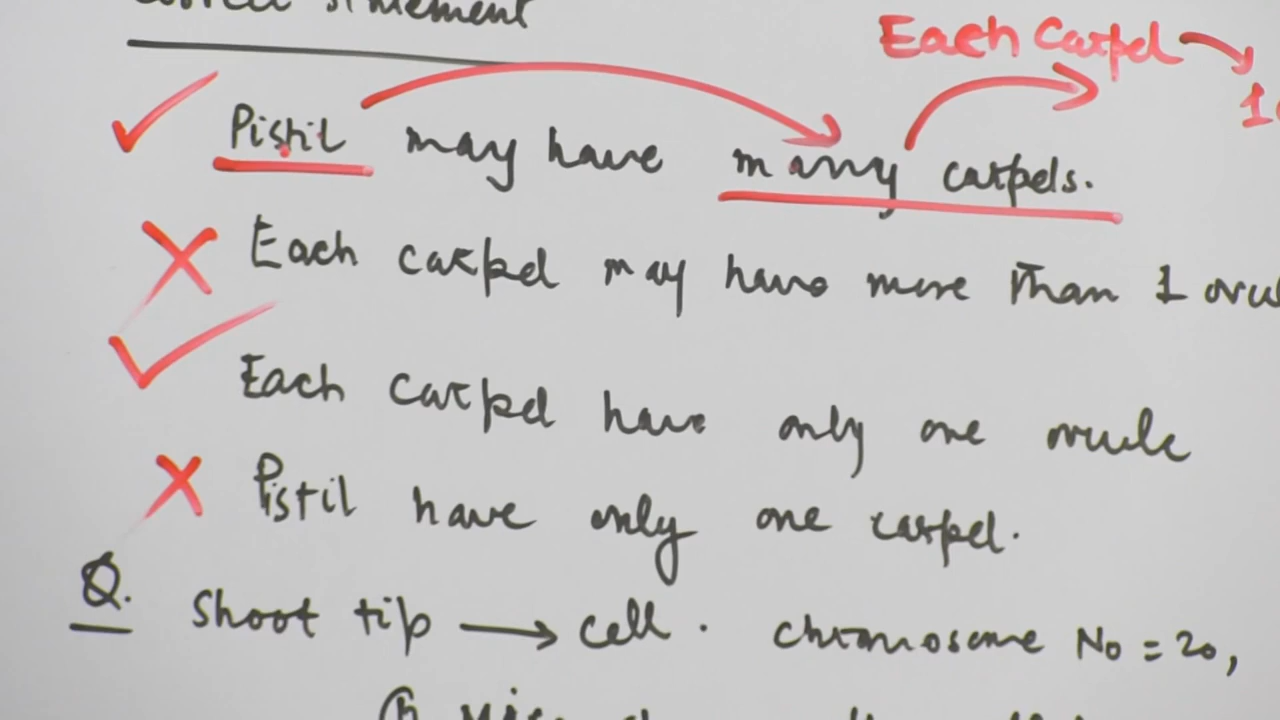 statement
Each Carpel
Pistil may have many carpels.
Each carpel may have more than 1
Each carpel have only one ovule
Pistil have only one carpel.
Q. Shoot tip → cell. Chromosome No = 20,